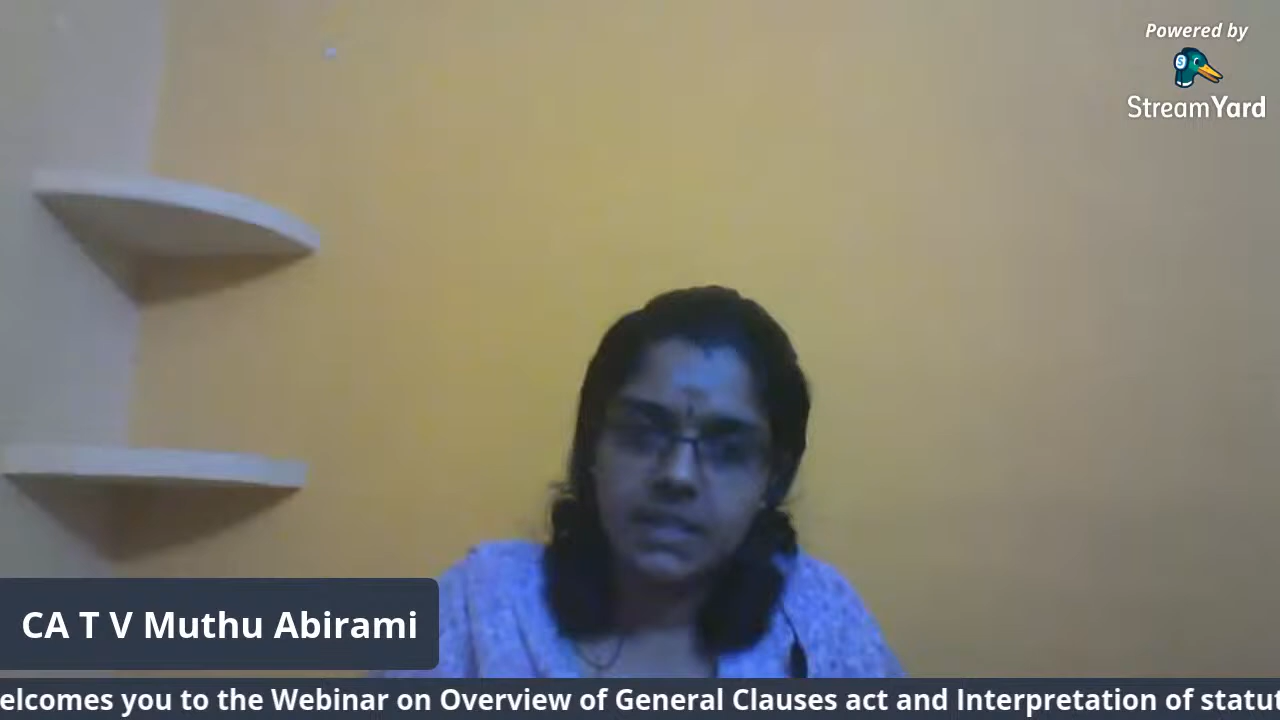 Powered by
StreamYard
CA T V Muthu Abirami
elcomes you to the Webinar on Overview of General Clauses act and Interpretation of statut